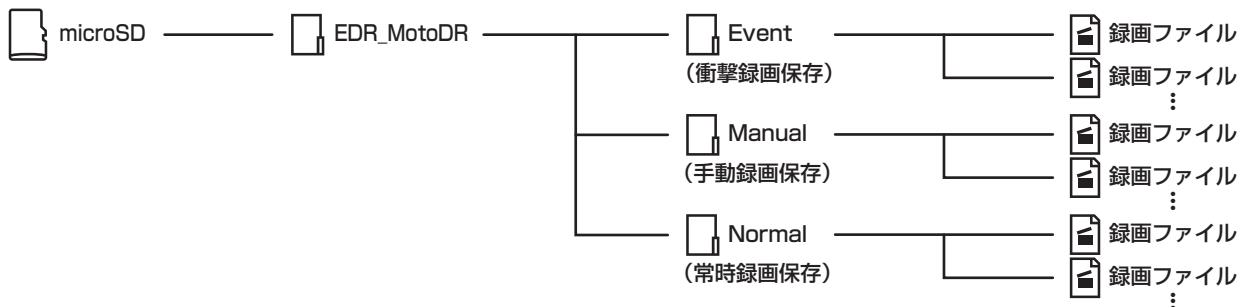 microSD
EDR_MotoDR
Event
(衝撃録画保存)
録画ファイル
録画ファイル
Manual
(手動録画保存)
録画ファイル
録画ファイル
Normal
(常時録画保存)
録画ファイル
録画ファイル